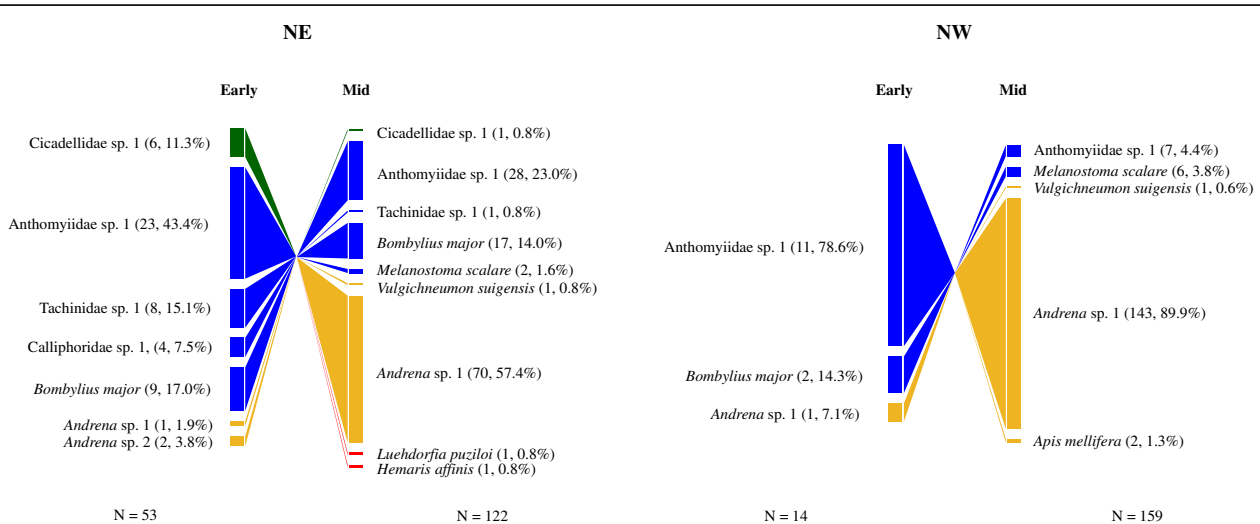 NE
Early
Mid
Cicadellidae sp. 1 (6, 11.3%)
Anthomyiidae sp. 1 (23, 43.4%)
Tachinidae sp. 1 (8, 15.1%)
Calliphoridae sp. 1, (4, 7.5%)
Bombylius major (9, 17.0%)
Andrena sp. 1 (1, 1.9%)
Andrena sp. 2 (2, 3.8%)
N = 53
Cicadellidae sp. 1 (1, 0.8%)
Anthomyiidae sp. 1 (28, 23.0%)
Tachinidae sp. 1 (1, 0.8%)
Bombylius major (17, 14.0%)
Melanostoma scalare (2, 1.6%)
Vulgichneumon suigensis (1, 0.8%)
Andrena sp. 1 (70, 57.4%)
Luehdorfia puziloi (1, 0.8%)
Hemaris affinis (1, 0.8%)
N = 122
NW
Early
Mid
Anthomyiidae sp. 1 (11, 78.6%)
Bombylius major (2, 14.3%)
Andrena sp. 1 (1, 7.1%)
N = 14
Anthomyiidae sp. 1 (7, 4.4%)
Melanostoma scalare (6, 3.8%)
Vulgichneumon suigensis (1, 0.6%)
Andrena sp. 1 (143, 89.9%)
Apis mellifera (2, 1.3%)
N = 159